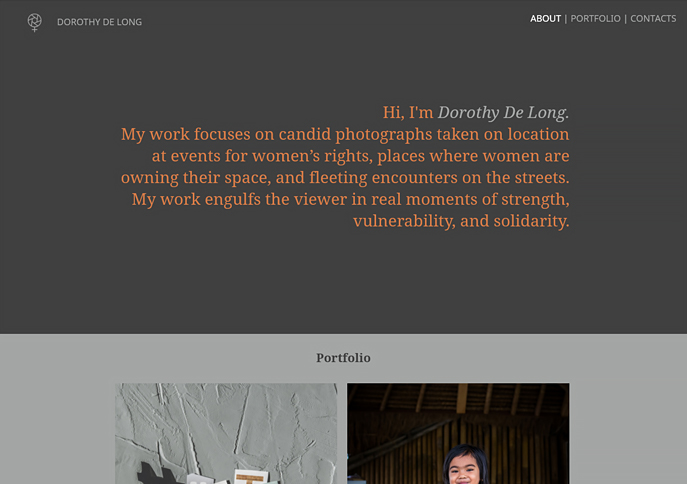 DOROTHY DE LONG
ABOUT | PORTFOLIO | CONTACTS
Hi, I'm Dorothy De Long.
My work focuses on candid photographs taken on location
at events for women’s rights, places where women are
owning their space, and fleeting encounters on the streets.
My work engulfs the viewer in real moments of strength,
vulnerability, and solidarity.
Portfolio